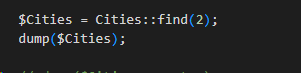 $Cities = Cities::find(2);
dump($Cities);